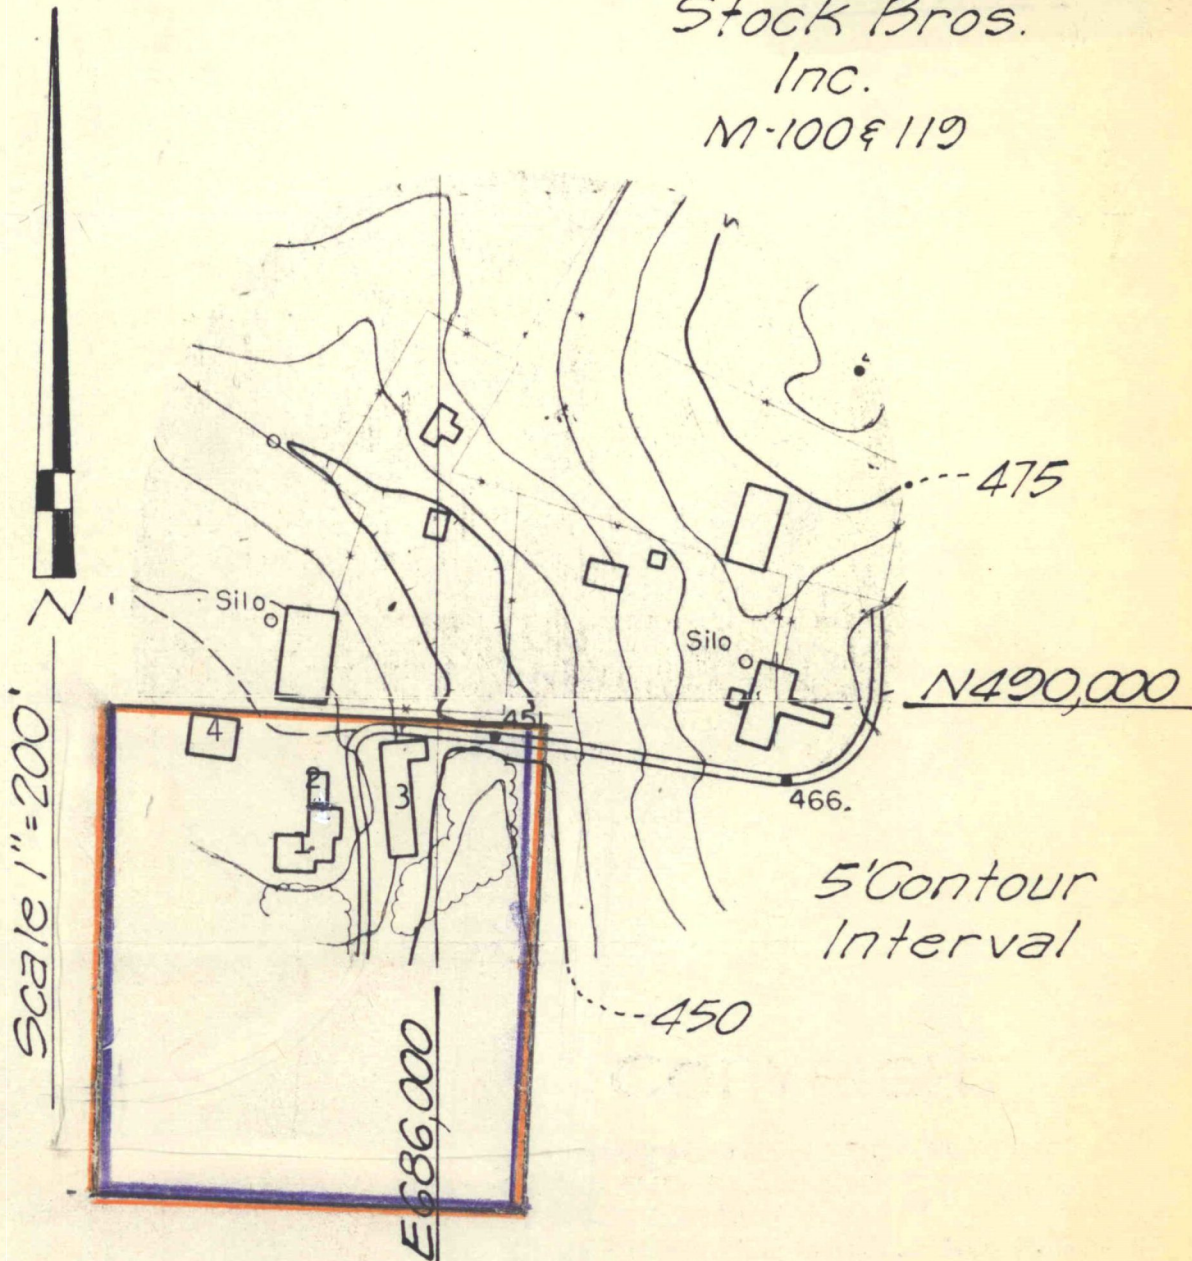 Stock Bros.
Inc.
M-100 & 119
475
Silo
Silo
N490,000
451
4
2
3
1
466.
5' Contour
Interval
450
N
Scale 1"=200'
E686,000